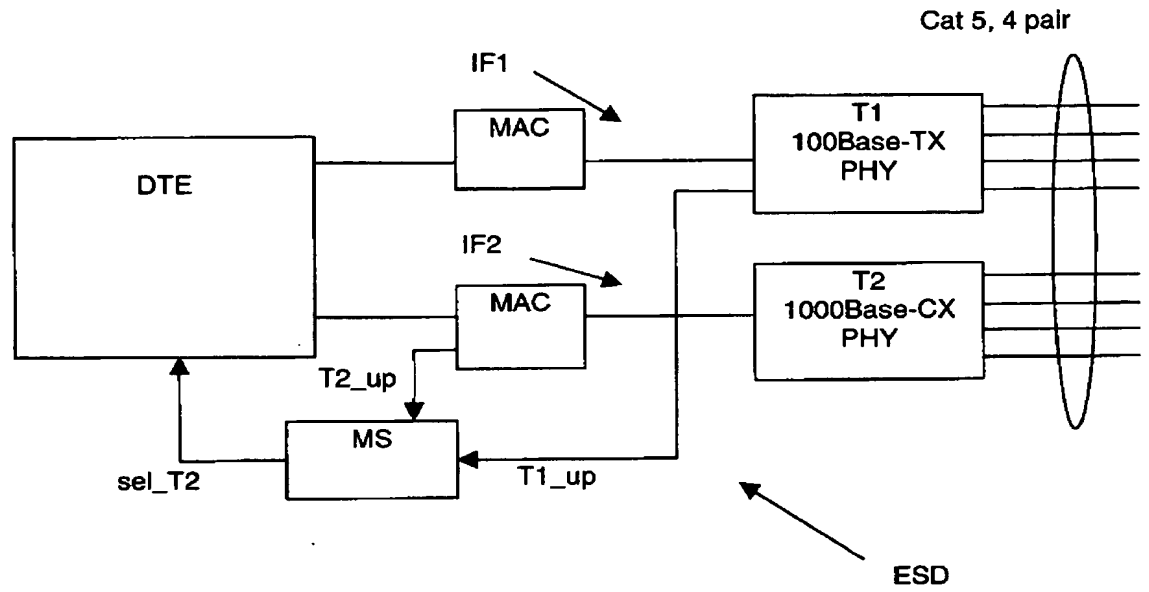 Cat 5, 4 pair
IF1
MAC
T1
100Base-TX
PHY
DTE
IF2
MAC
T2
1000Base-CX
PHY
T2_up
MS
sel_T2
T1_up
ESD